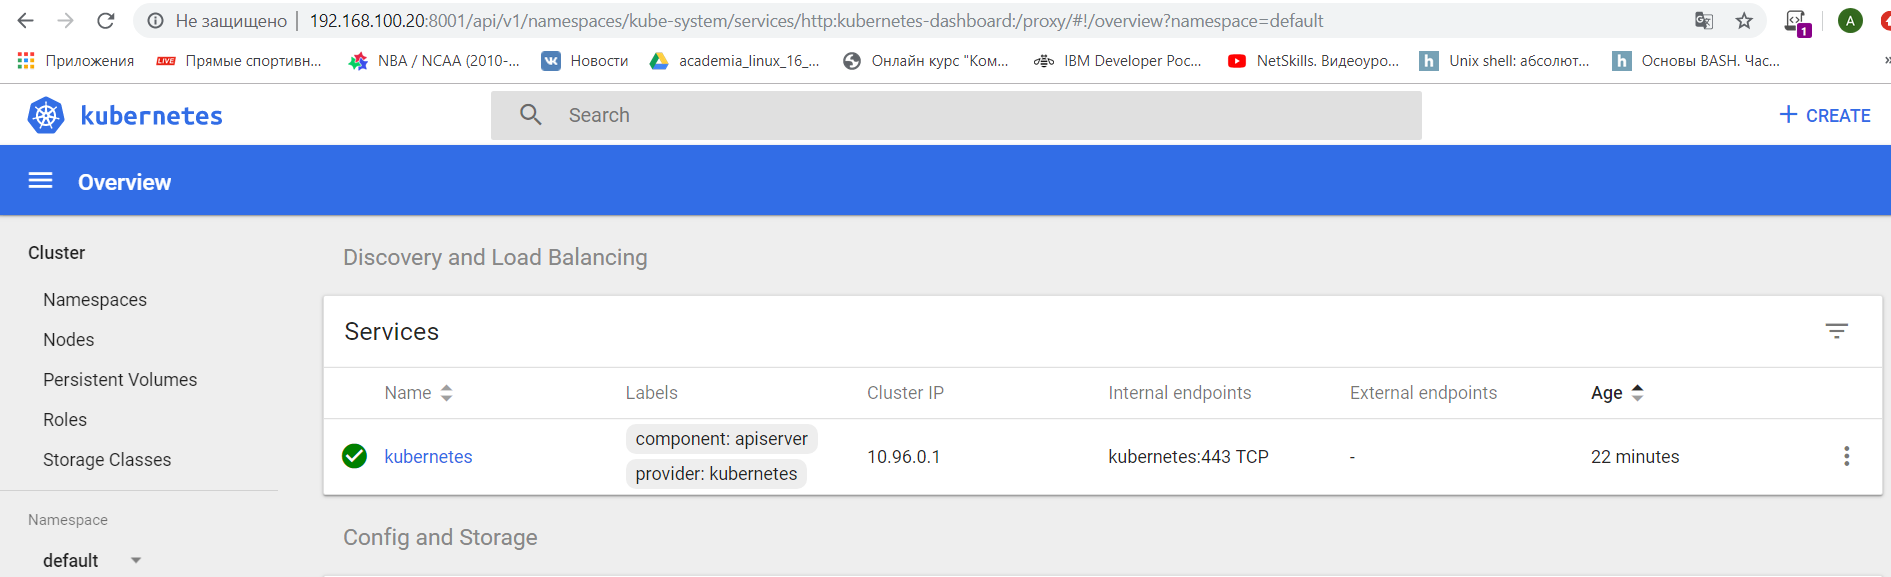 Не защищено | 192.168.100.20:8001/api/v1/namespaces/kube-system/services/http:kubernetes-dashboard:/proxy/#!/overview?namespace=default
1
A
Приложения LIVE Прямые спортивн... NBA / NCAA (2010-... Новости academia_linux_16_... Онлайн курс "Ком... IBM Developer Рос... NetSkills. Видеоуро... Unix shell: абсолют... Основы BASH. Час... »
kubernetes
Search
+ CREATE
Overview
Cluster
Namespaces
Nodes
Persistent Volumes
Roles
Storage Classes
Namespace
default
Discovery and Load Balancing
Services
Name Labels Cluster IP Internal endpoints External endpoints Age
kubernetes component: apiserver 10.96.0.1 kubernetes:443 TCP - 22 minutes
provider: kubernetes
Config and Storage